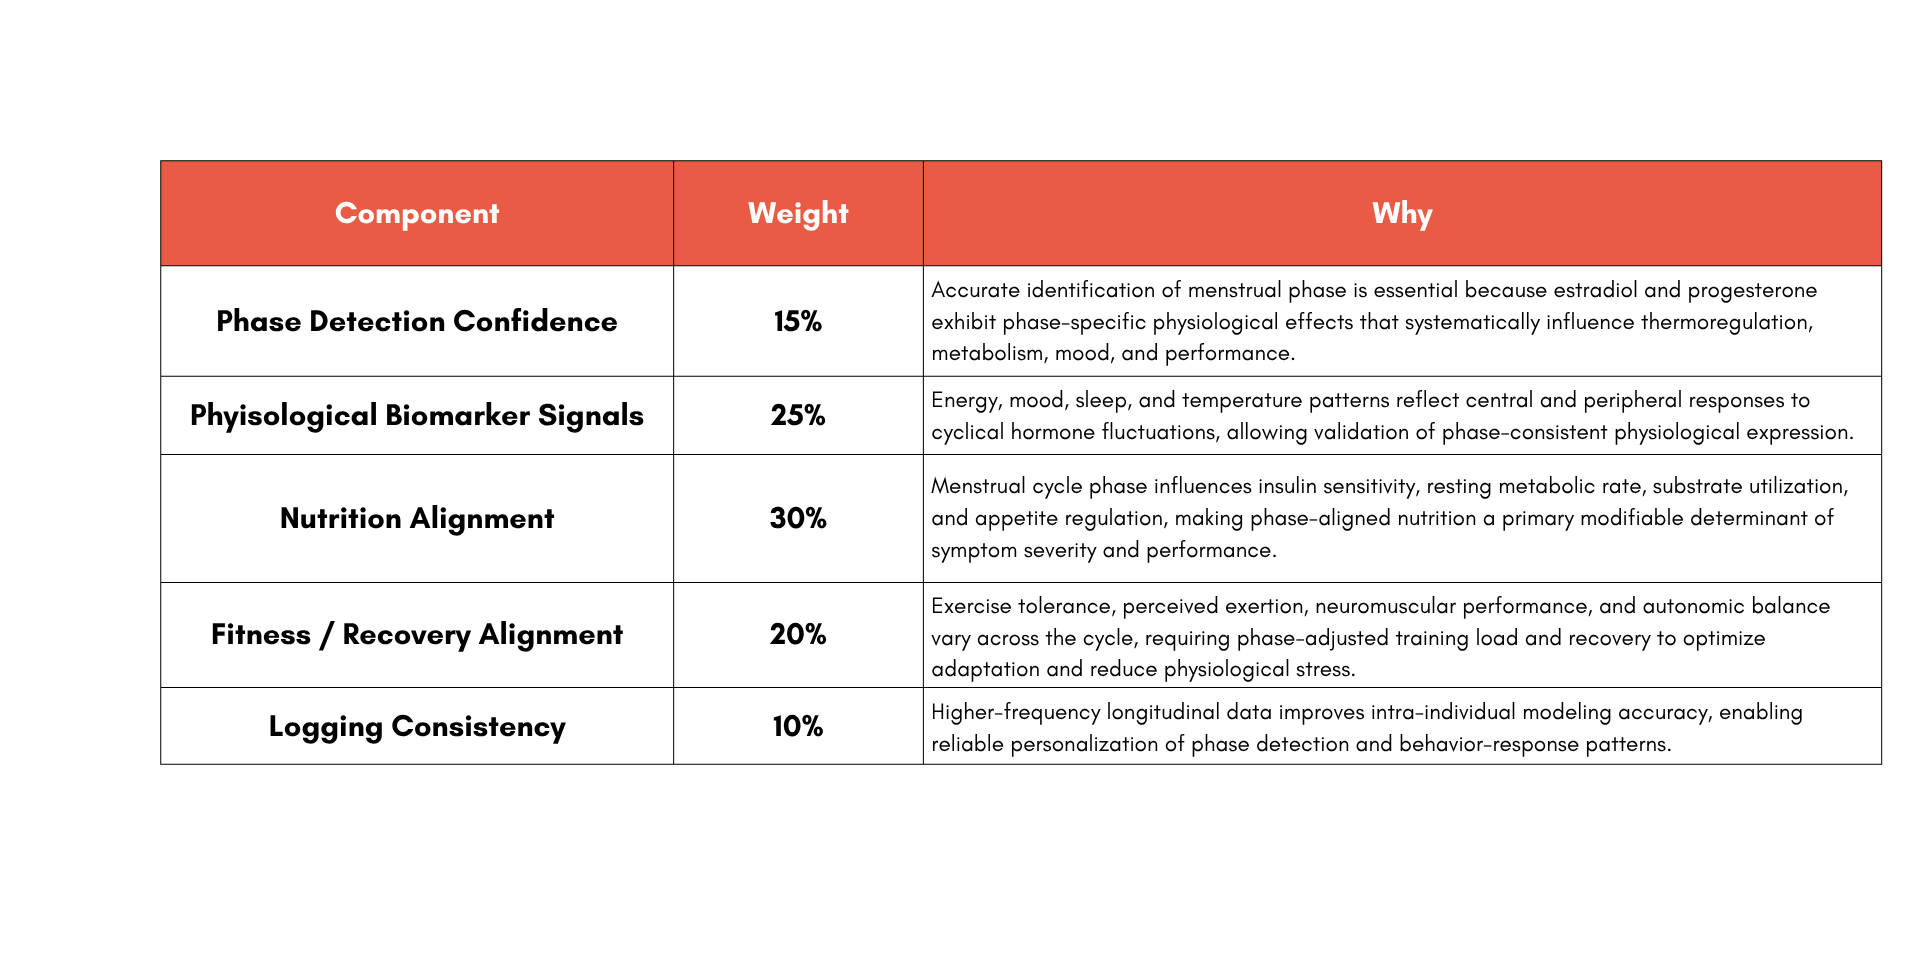 Component Weight Why
Phase Detection Confidence 15% Accurate identification of menstrual phase is essential because estradiol and progesterone
exhibit phase-specific physiological effects that systematically influence thermoregulation,
metabolism, mood, and performance.
Phyisological Biomarker Signals 25% Energy, mood, sleep, and temperature patterns reflect central and peripheral responses to
cyclical hormone fluctuations, allowing validation of phase-consistent physiological expression.
Nutrition Alignment 30% Menstrual cycle phase influences insulin sensitivity, resting metabolic rate, substrate utilization,
and appetite regulation, making phase-aligned nutrition a primary modifiable determinant of
symptom severity and performance.
Fitness / Recovery Alignment 20% Exercise tolerance, perceived exertion, neuromuscular performance, and autonomic balance
vary across the cycle, requiring phase-adjusted training load and recovery to optimize
adaptation and reduce physiological stress.
Logging Consistency 10% Higher-frequency longitudinal data improves intra-individual modeling accuracy, enabling
reliable personalization of phase detection and behavior-response patterns.